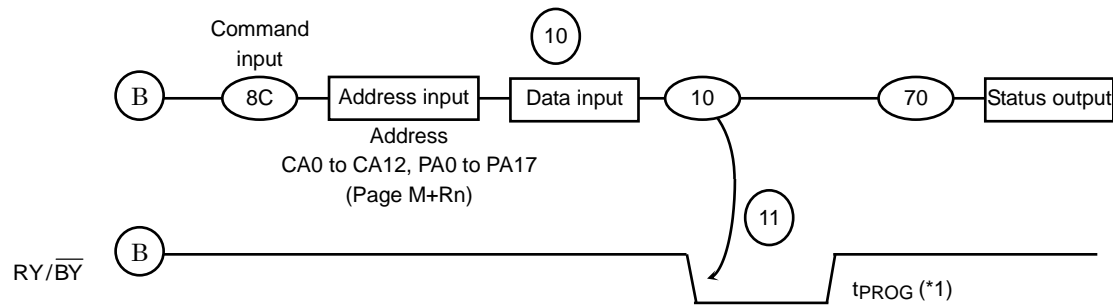 Command
input
10
B
8C
Address input
Data input
10
70
Status output
Address
CA0 to CA12, PA0 to PA17
(Page M+Rn)
11
B
RY/BY
tPROG (*1)